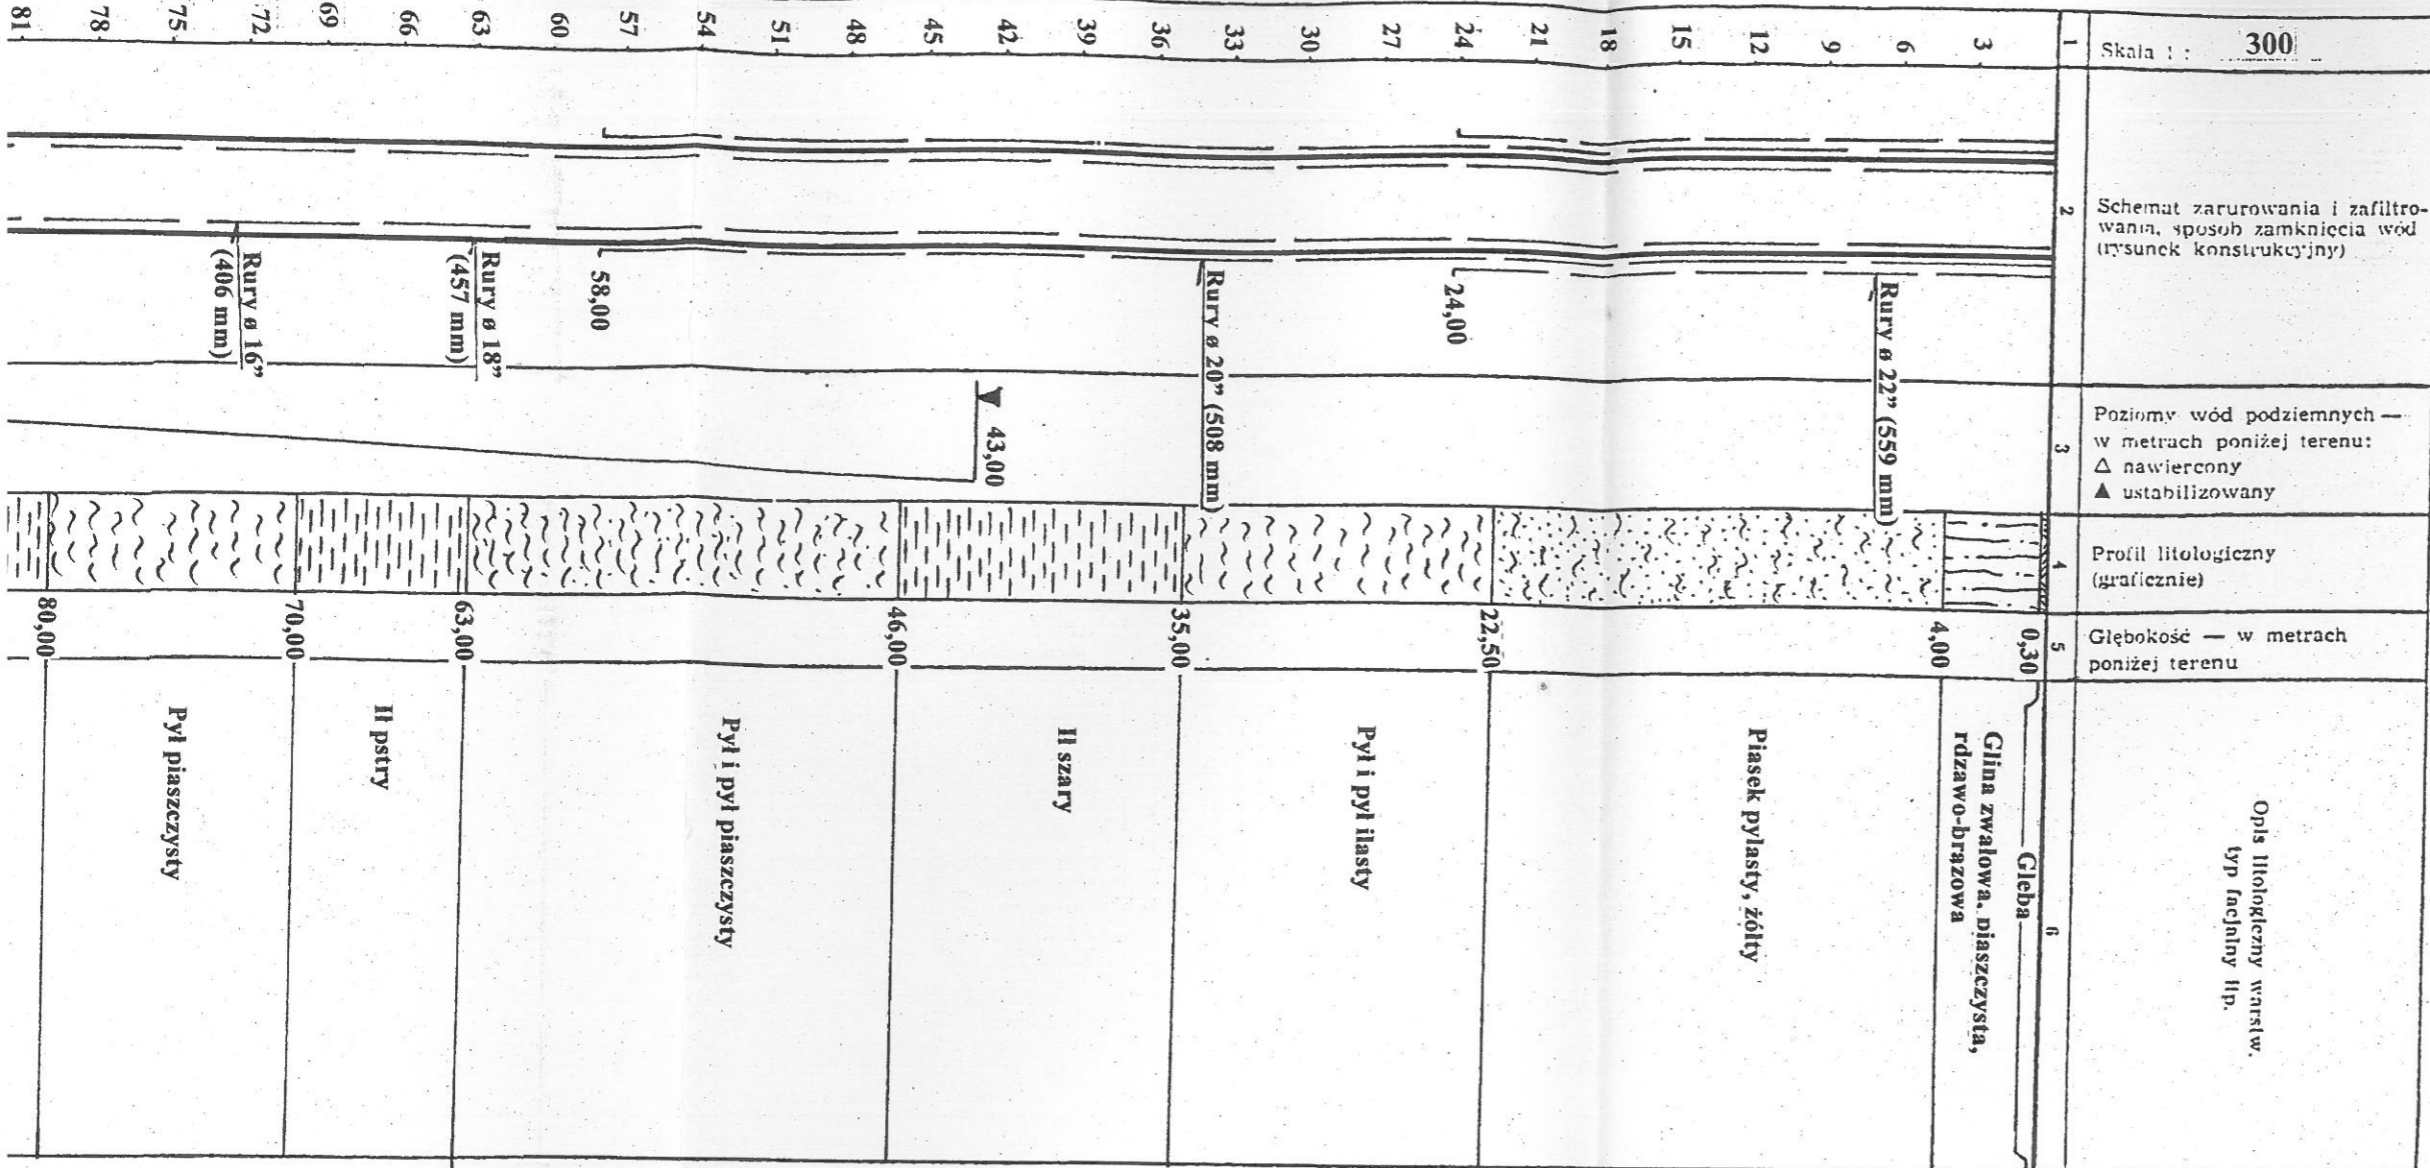 Skala 1 : 300
Schemat zarurowania i zafiltro-
wania, sposób zamknięcia wód
(rysunek konstrukcyjny)
Poziomy wód podziemnych —
w metrach poniżej terenu:
△ nawiercony
▲ ustabilizowany
Profil litologiczny
(graficznie)
Głębokość — w metrach
poniżej terenu
Opis litologiczny warstw,
typ facjalny itp.
1
2
3
4
5
6
3
6
9
12
15
18
21
24
27
30
33
36
39
42
45
48
51
54
57
60
63
66
69
72
75
78
81
Rury ø 22” (559 mm)
24,00
Rury ø 20” (508 mm)
58,00
Rury ø 18”
(457 mm)
Rury ø 16”
(406 mm)
43,00
0,30
4,00
22,50
35,00
46,00
63,00
70,00
80,00
Gleba
Glina zwałowa, piaszczysta,
rdzawo-brązowa
Piasek pylasty, żółty
Pył i pył ilasty
Ił szary
Pył i pył piaszczysty
Ił pstry
Pył piaszczysty